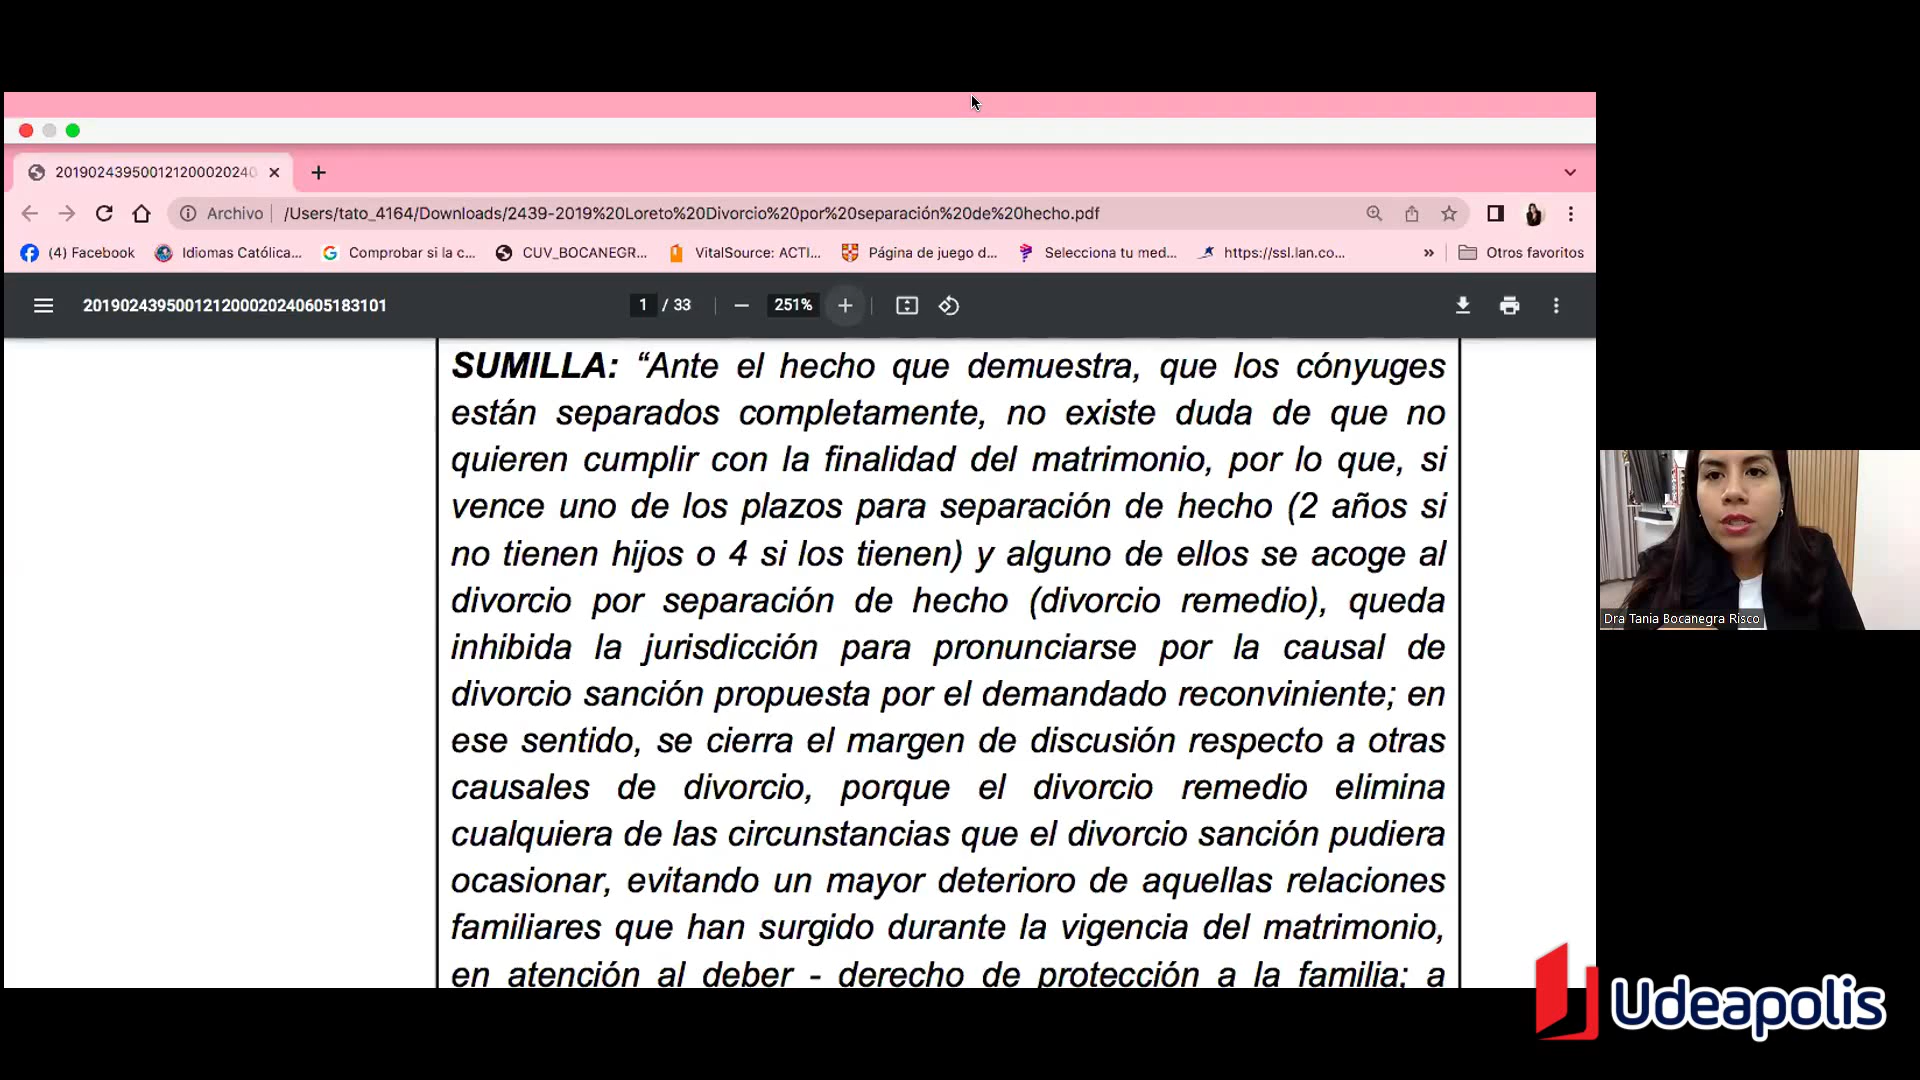 20190243950012120002024
Archivo
/Users/tato_4164/Downloads/2439-2019%20Loreto%20Divorcio%20por%20separación%20de%20hecho.pdf
(4) Facebook
Idiomas Católica...
Comprobar si la c...
CUV_BOCANEGR...
VitalSource: ACTI...
Página de juego d...
Selecciona tu med...
https://ssl.lan.co...
»
Otros favoritos
20190243950012120002024060518310​1
1 / 33
251%
SUMILLA: “Ante el hecho que demuestra, que los cónyuges
están separados completamente, no existe duda de que no
quieren cumplir con la finalidad del matrimonio, por lo que, si
vence uno de los plazos para separación de hecho (2 años si
no tienen hijos o 4 si los tienen) y alguno de ellos se acoge al
divorcio por separación de hecho (divorcio remedio), queda
inhibida la jurisdicción para pronunciarse por la causal de
divorcio sanción propuesta por el demandado reconviniente; en
ese sentido, se cierra el margen de discusión respecto a otras
causales de divorcio, porque el divorcio remedio elimina
cualquiera de las circunstancias que el divorcio sanción pudiera
ocasionar, evitando un mayor deterioro de aquellas relaciones
familiares que han surgido durante la vigencia del matrimonio,
en atención al deber - derecho de protección a la familia; a
Dra Tania Bocanegra Risco
Udeapolis